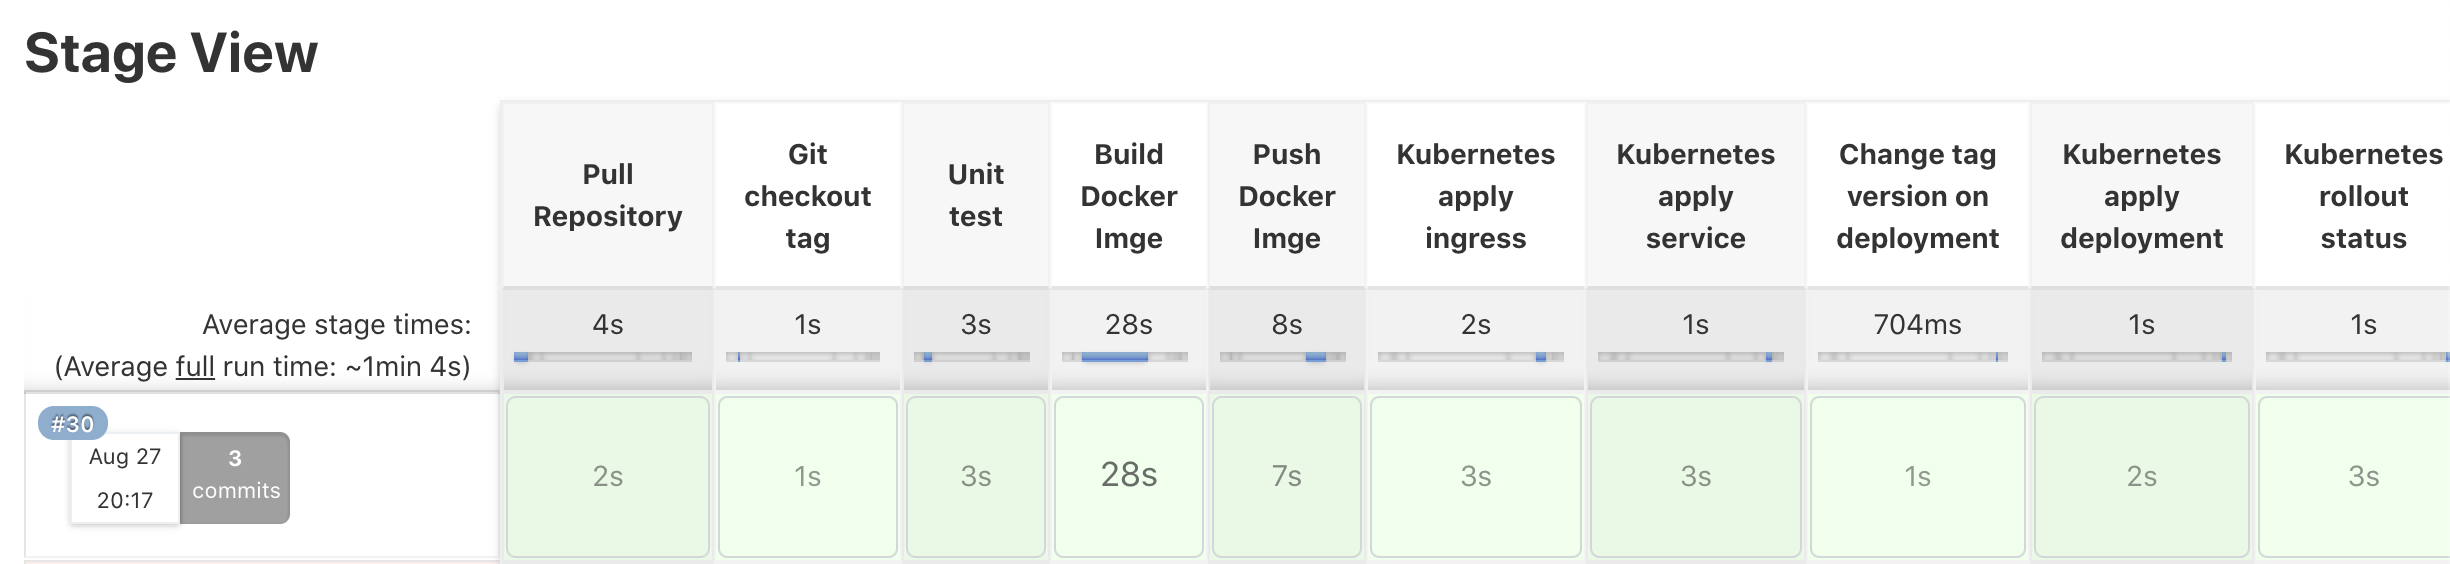 Stage View
Pull
Repository
Git
checkout
tag
Unit
test
Build
Docker
Imge
Push
Docker
Imge
Kubernetes
apply
ingress
Kubernetes
apply
service
Change tag
version on
deployment
Kubernetes
apply
deployment
Kubernetes
rollout
status
Average stage times:
(Average full run time: ~1min 4s)
4s
1s
3s
28s
8s
2s
1s
704ms
1s
1s
#30
Aug 27
20:17
3
commits
2s
1s
3s
28s
7s
3s
3s
1s
2s
3s